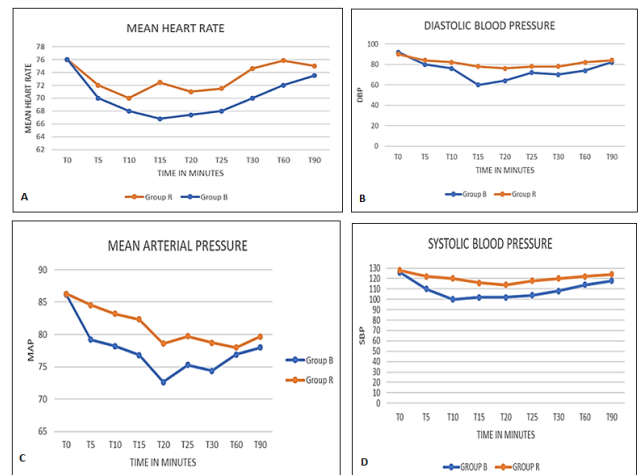 MEAN HEART RATE
78
76
74
72
70
68
66
64
62
MEAN HEART RATE
T0 T5 T10 T15 T20 T25 T30 T60 T90
TIME IN MINUTES
Group R Group B
A
DIASTOLIC BLOOD PRESSURE
100
80
60
40
20
0
DBP
T0 T5 T10 T15 T20 T25 T30 T60 T90
TIME IN MINUTES
Group B Group R
B
MEAN ARTERIAL PRESSURE
90
85
80
75
70
65
MAP
T0 T5 T10 T15 T20 T25 T30 T60 T90
TIME IN MINUTES
Group B
Group R
C
SYSTOLIC BLOOD PRESSURE
130
120
110
100
90
80
70
60
50
40
30
20
10
0
SBP
T0 T5 T10 T15 T20 T25 T30 T60 T90
TIME IN MINUTES
GROUP B GROUP R
D